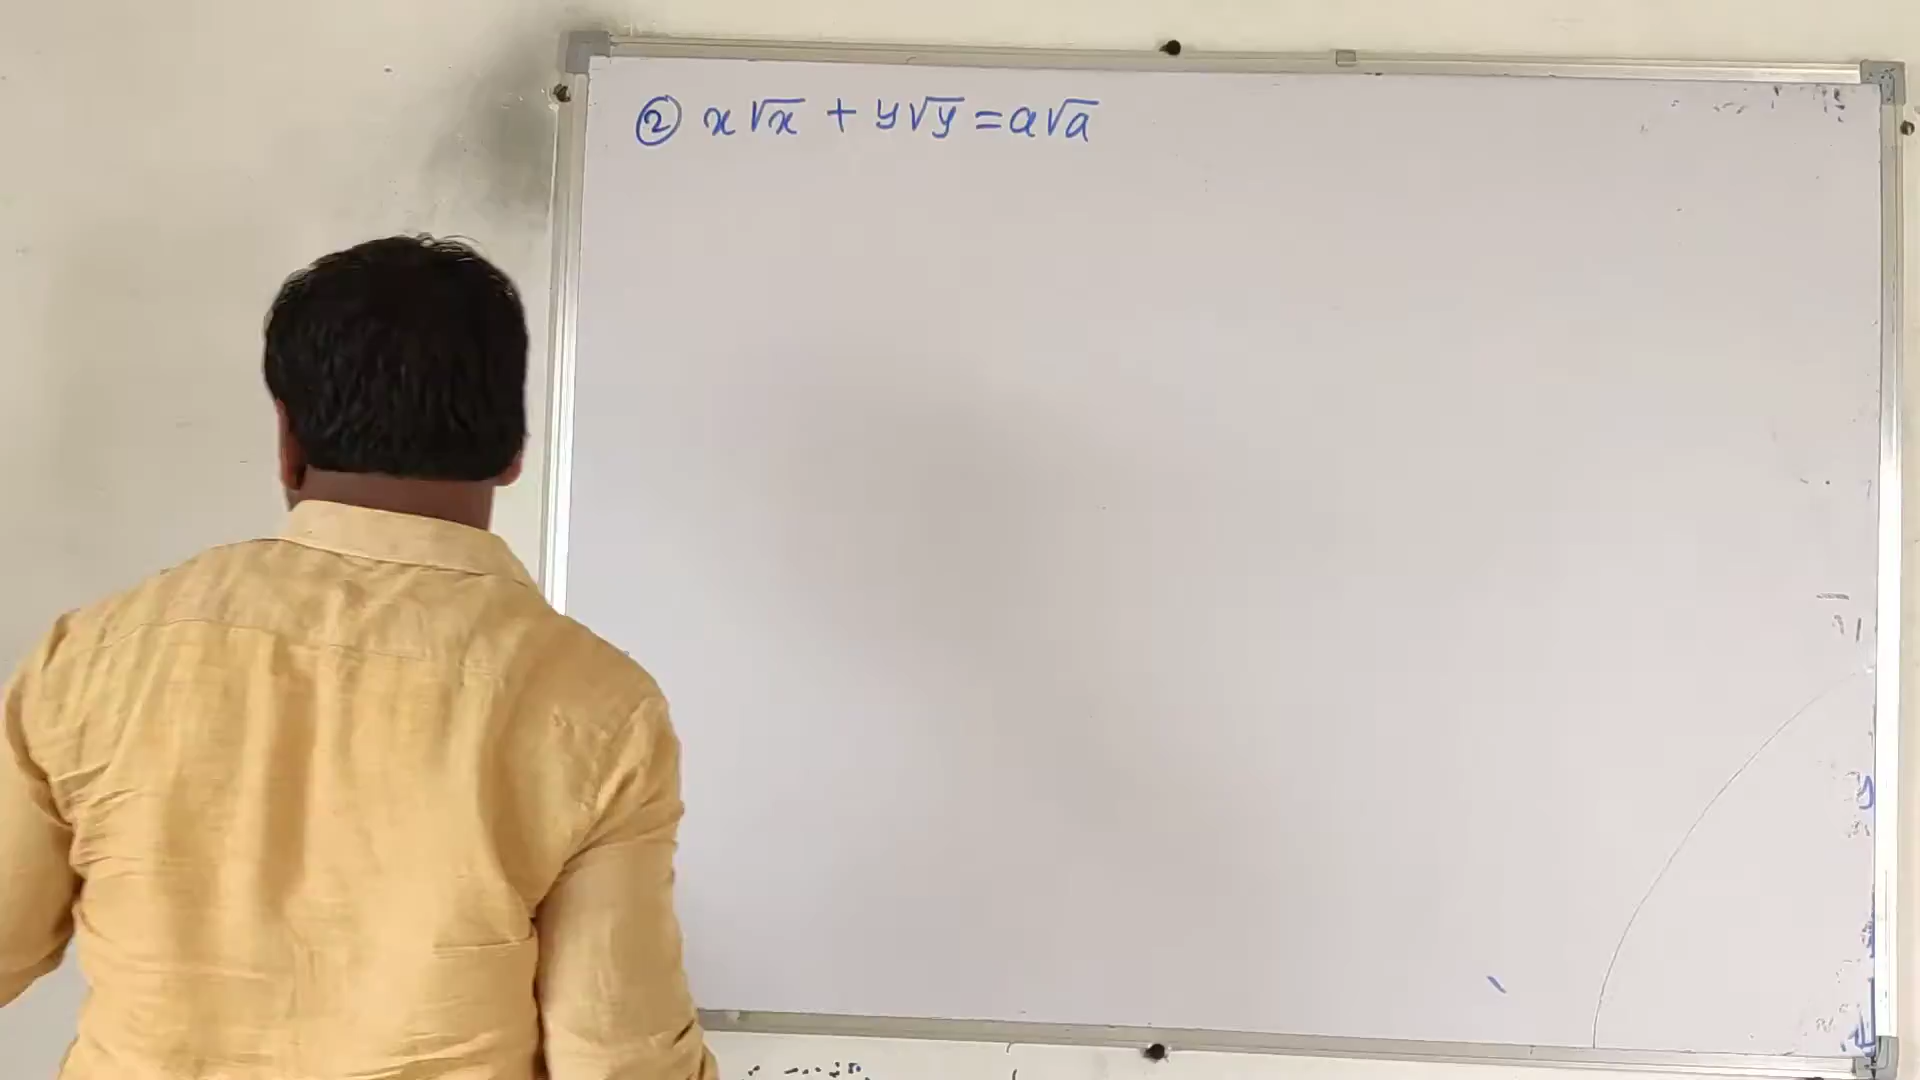 ② x√x + y√y = a√a
y